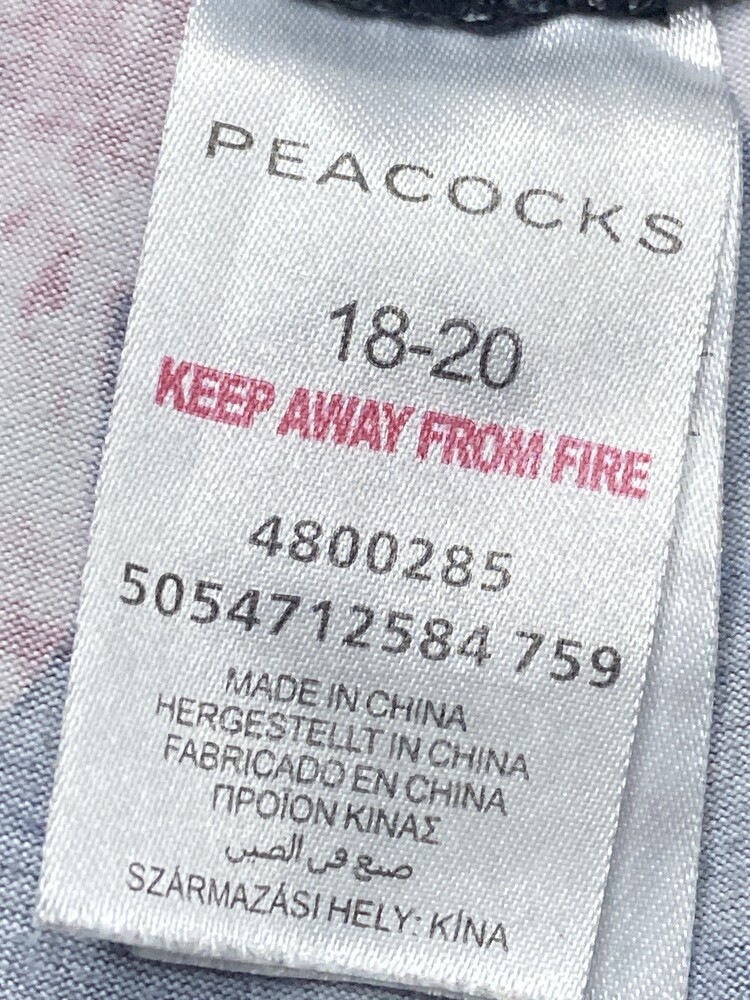 PEACOCKS
18-20
KEEP AWAY FROM FIRE
4800285
5054712584 759
MADE IN CHINA
HERGESTELLT IN CHINA
FABRICADO EN CHINA
ΠΡΟΪΟΝ ΚΙΝΑΣ
صنع في الصين
SZÁRMAZÁSI HELY: KÍNA